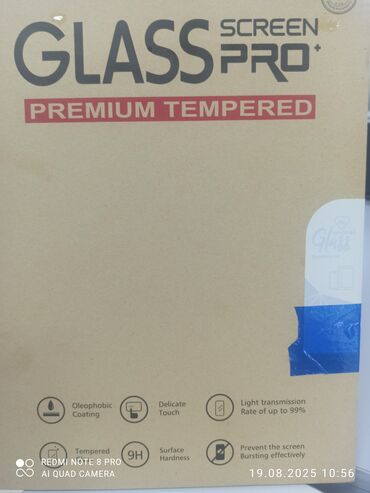 GLASS SCREEN PRO+
PREMIUM TEMPERED
Glass
Oleophobic Coating
Delicate Touch
Light transmission Rate of up to 99%
Tempered
9H
Surface Hardness
Prevent the screen Bursting effectively
REDMI NOTE 8 PRO
AI QUAD CAMERA
19.08.2025 10:56